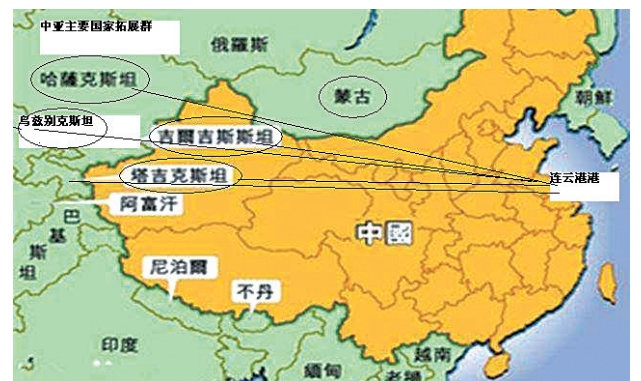 中亚主要国家拓展群
俄羅斯
哈薩克斯坦
蒙古
朝鮮
乌兹别克斯坦
吉爾吉斯斯坦
塔吉克斯坦
连云港港
阿富汗
巴
基
斯
坦
中國
尼泊爾
不丹
印度
緬甸
老撾
越南